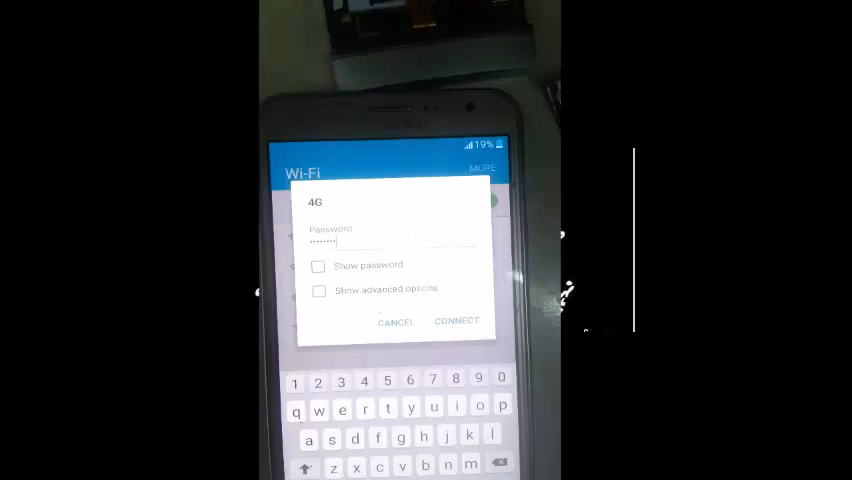 19%
Wi-Fi
MORE
4G
Password
••••••••
Show password
Show advanced options
CANCEL
CONNECT
1 2 3 4 5 6 7 8 9 0
q w e r t y u i o p
a s d f g h j k l
z x c v b n m